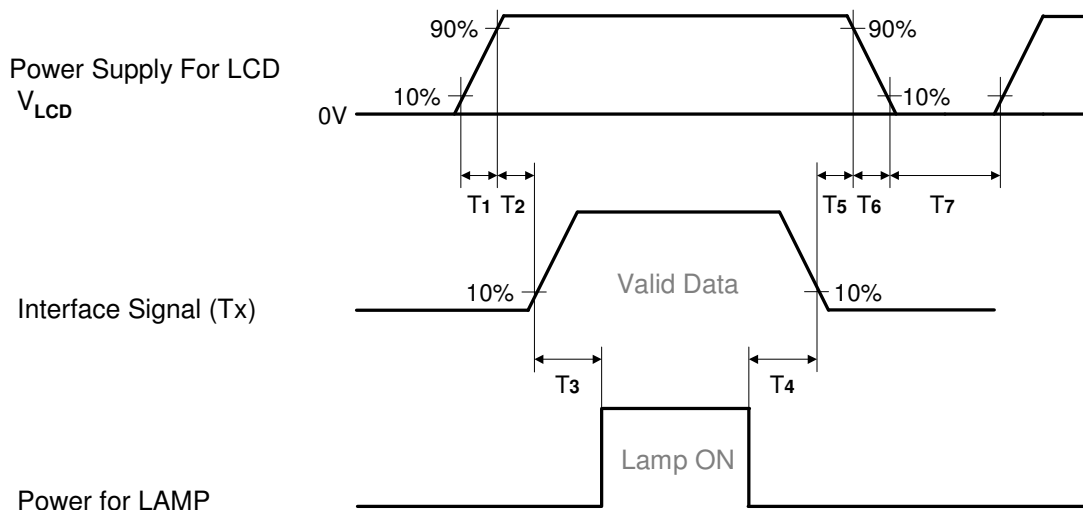 90% 90%
Power Supply For LCD
VLCD
10% 10%
0V
T1 T2 T5 T6 T7
Valid Data
10% 10%
Interface Signal (Tx)
T3 T4
Lamp ON
Power for LAMP